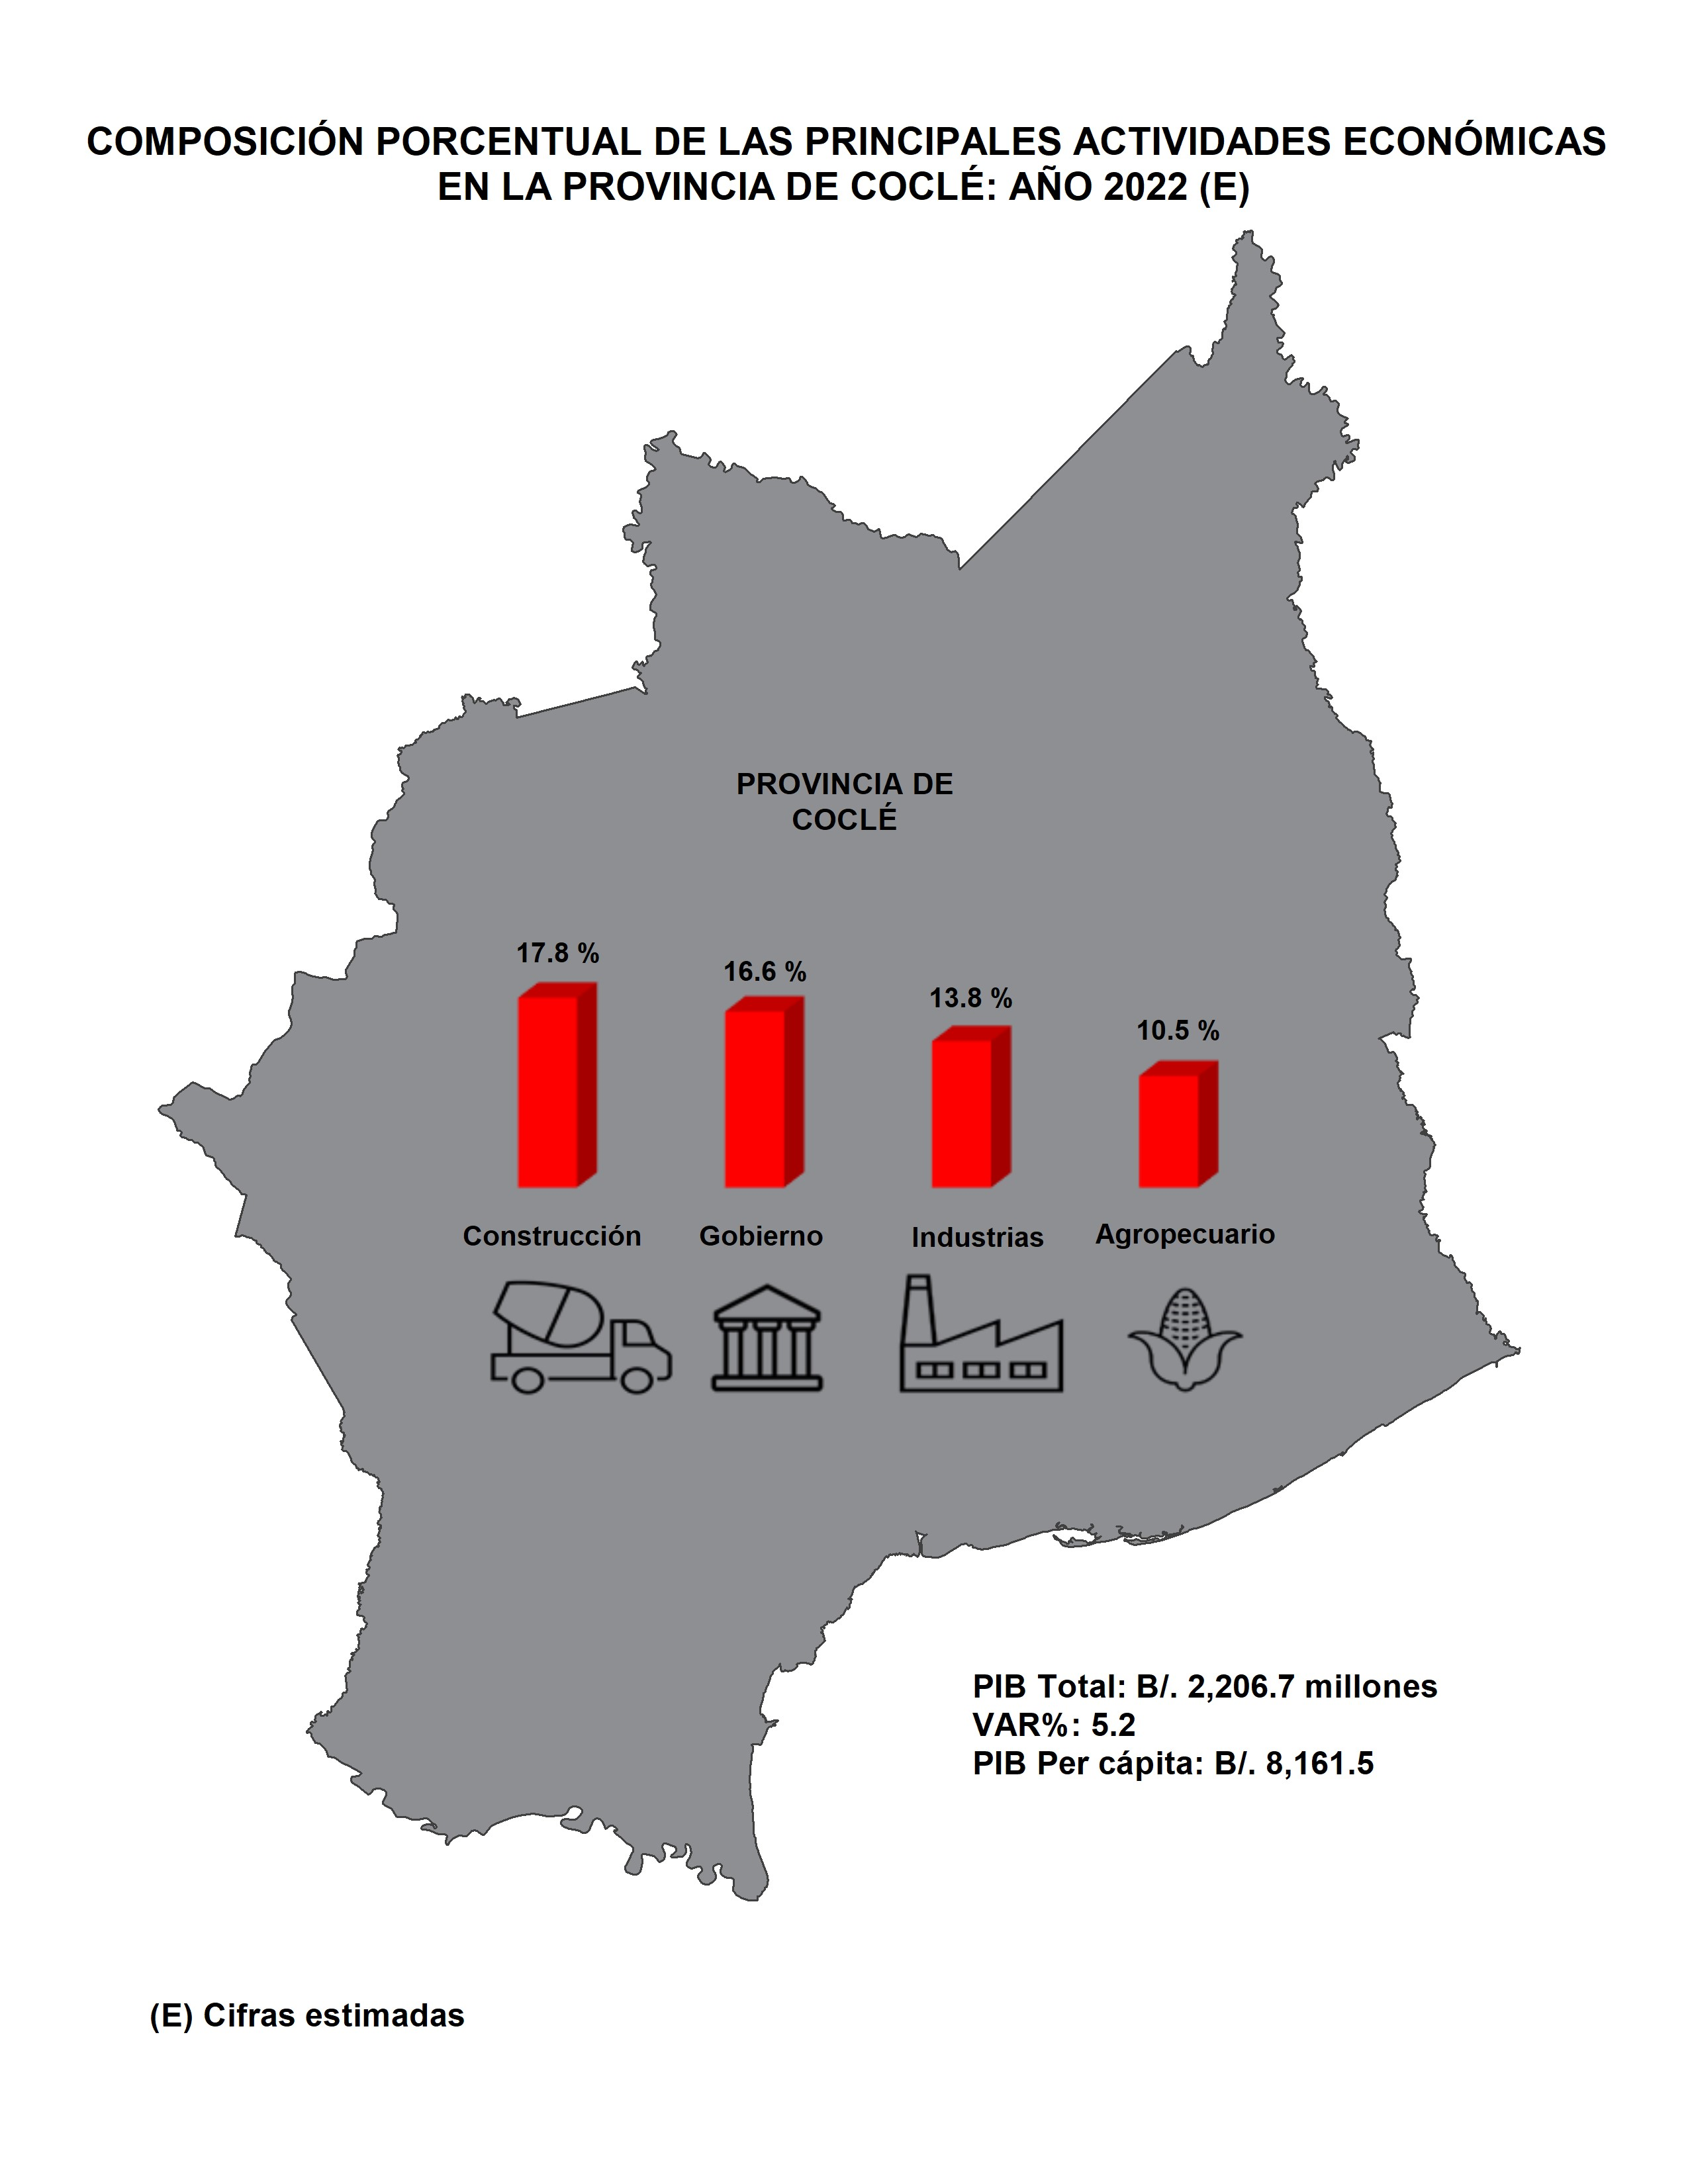 COMPOSICIÓN PORCENTUAL DE LAS PRINCIPALES ACTIVIDADES ECONÓMICAS
EN LA PROVINCIA DE COCLÉ: AÑO 2022 (E)
PROVINCIA DE
COCLÉ
17.8 %
16.6 %
13.8 %
10.5 %
Construcción
Gobierno
Industrias
Agropecuario
PIB Total: B/. 2,206.7 millones
VAR%: 5.2
PIB Per cápita: B/. 8,161.5
(E) Cifras estimadas